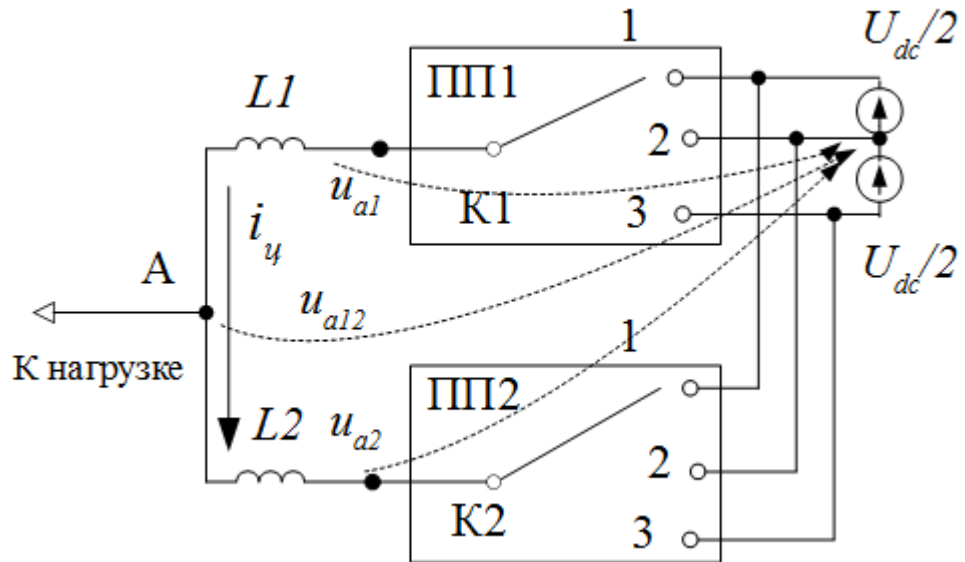 1
U_dc/2
ПП1
L1
2
u_a1
К1
3
i_ц
А
U_dc/2
u_a12
К нагрузке
1
ПП2
L2
u_a2
2
К2
3